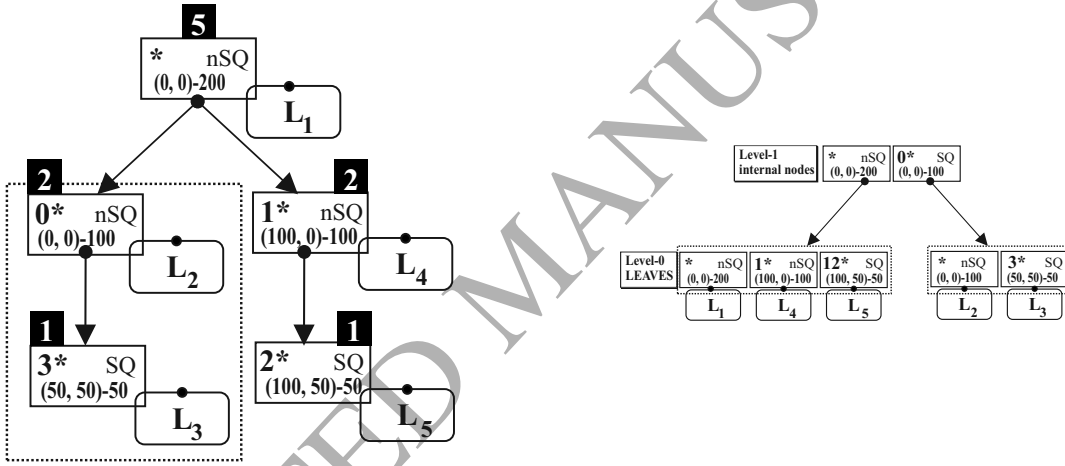 5
* nSQ
(0, 0)-200
L1
2
0* nSQ
(0, 0)-100
L2
2
1* nSQ
(100, 0)-100
L4
1
3* SQ
(50, 50)-50
L3
1
2* SQ
(100, 50)-50
L5
TED MANUS
Level-1
internal nodes
* nSQ
(0, 0)-200
0* SQ
(0, 0)-100
Level-0
LEAVES
* nSQ
(0, 0)-200
L1
1* nSQ
(100, 0)-100
L4
12* SQ
(100, 50)-50
L5
* nSQ
(0, 0)-100
L2
3* SQ
(50, 50)-50
L3